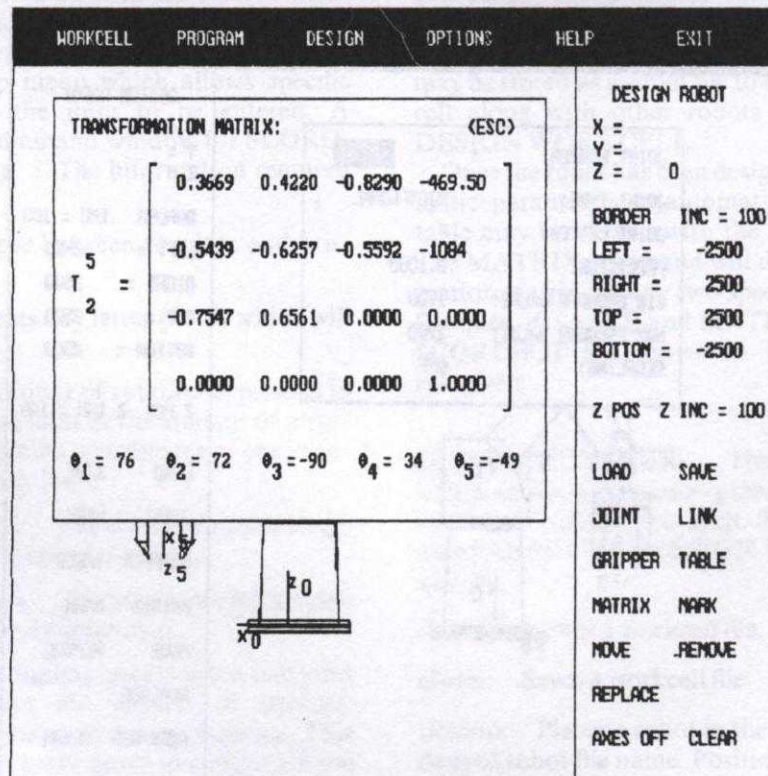 WORKCELL PROGRAM DESIGN OPTIONS HELP EXIT
TRANSFORMATION MATRIX: <ESC>
0.3669 0.4220 -0.8290 -469.50
-.5439 -0.6257 -0.5592 -1084
5
T =
2
-0.7547 0.6561 0.0000 0.0000
0.0000 0.0000 0.0000 1.0000
θ1 = 76 θ2 = 72 θ3 = -90 θ4 = 34 θ5 = -49
x5
z5
z0
x0
DESIGN ROBOT
X =
Y =
Z = 0
BORDER INC = 100
LEFT = -2500
RIGHT = 2500
TOP = 2500
BOTTOM = -2500
Z POS Z INC = 100
LOAD SAVE
JOINT LINK
GRIPPER TABLE
MATRIX MARK
MOVE REMOVE
REPLACE
AXES OFF CLEAR